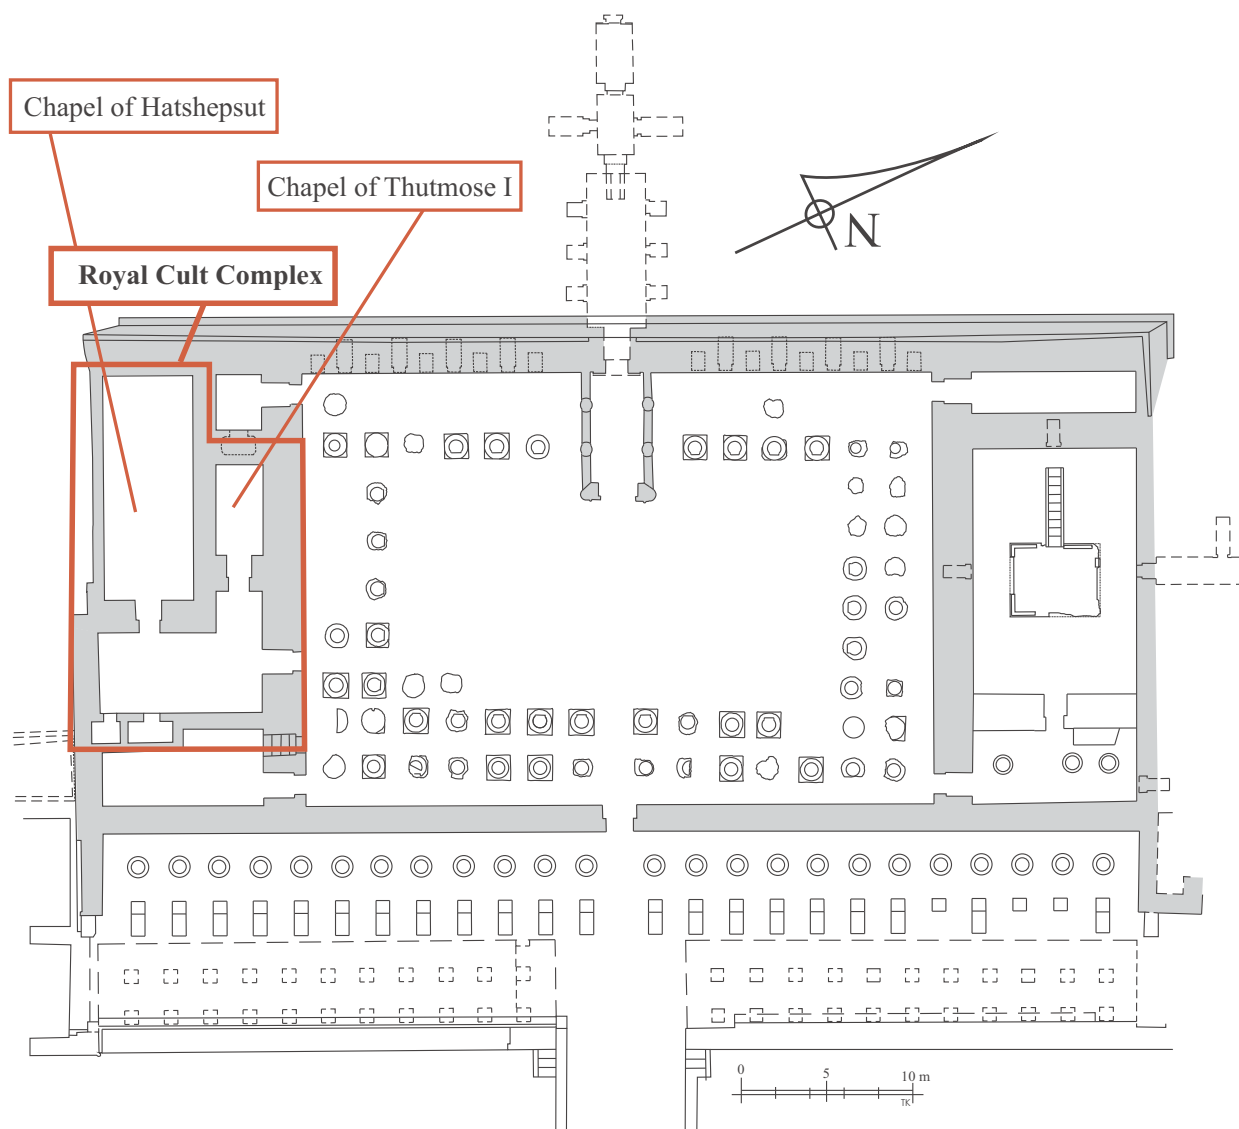 Chapel of Hatshepsut
Chapel of Thutmose I
Royal Cult Complex
N
0 5 10 m
TK